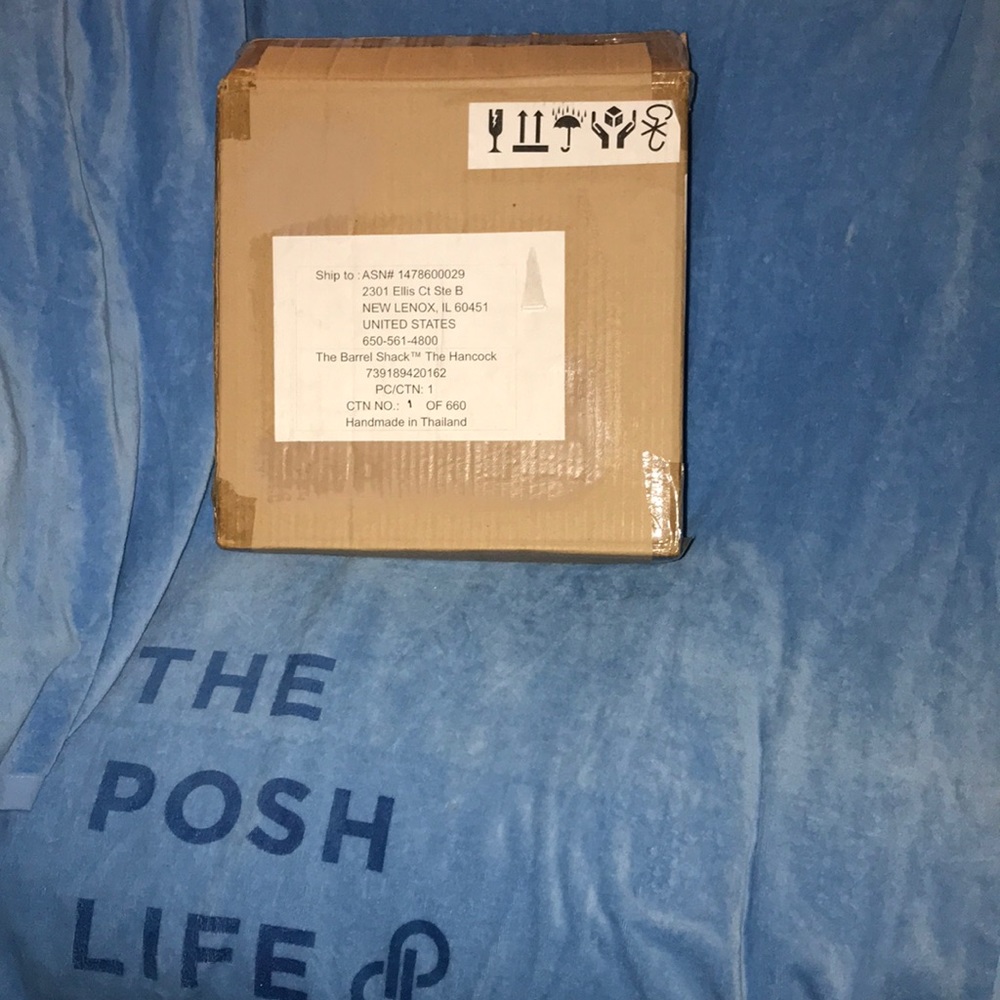 Ship to : ASN# 1478600029
2301 Ellis Ct Ste B
NEW LENOX, IL 60451
UNITED STATES
650-561-4800
The Barrel Shack™ The Hancock
739189420162
PC/CTN: 1
CTN NO.: 1 OF 660
Handmade in Thailand
THE
POSH
LIFE